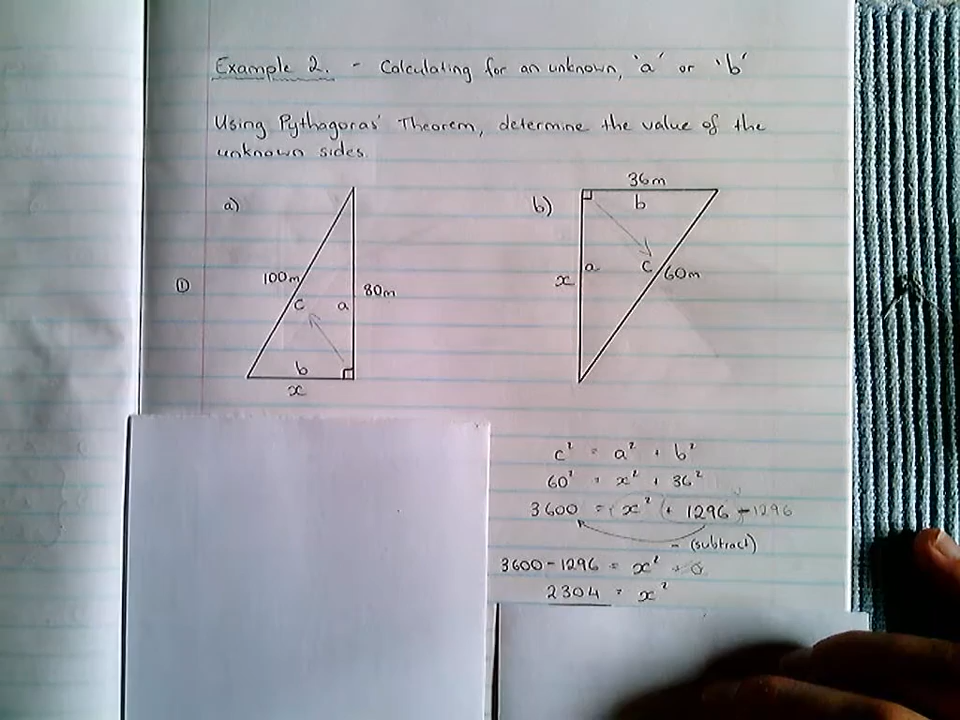 Example 2. - Calculating for an unknown, 'a' or 'b'
Using Pythagoras' Theorem, determine the value of the
unknown sides.
a)
100m
c
a
80m
b
x
①
b)
36m
b
x
a
c
60m
c² = a² + b²
60² = x² + 36²
3600 = x² + 1296 - 1296
- (subtract)
3600 - 1296 = x² + 0
2304 = x²